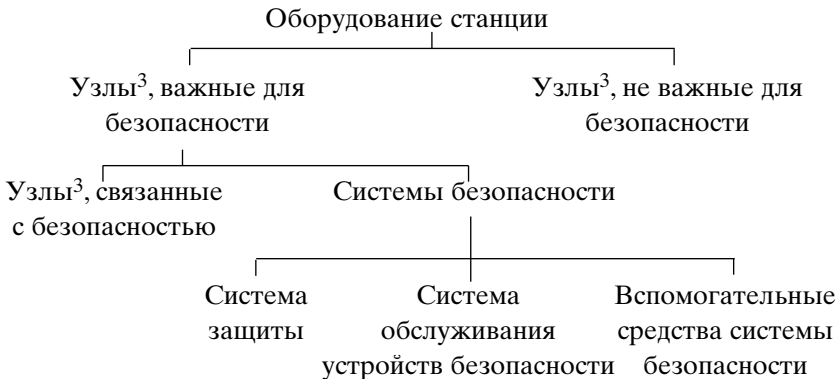 Оборудование станции
Узлы³, важные для
безопасности
Узлы³, не важные для
безопасности
Узлы³, связанные
с безопасностью
Системы безопасности
Система
защиты
Система
обслуживания
устройств безопасности
Вспомогательные
средства системы
безопасности